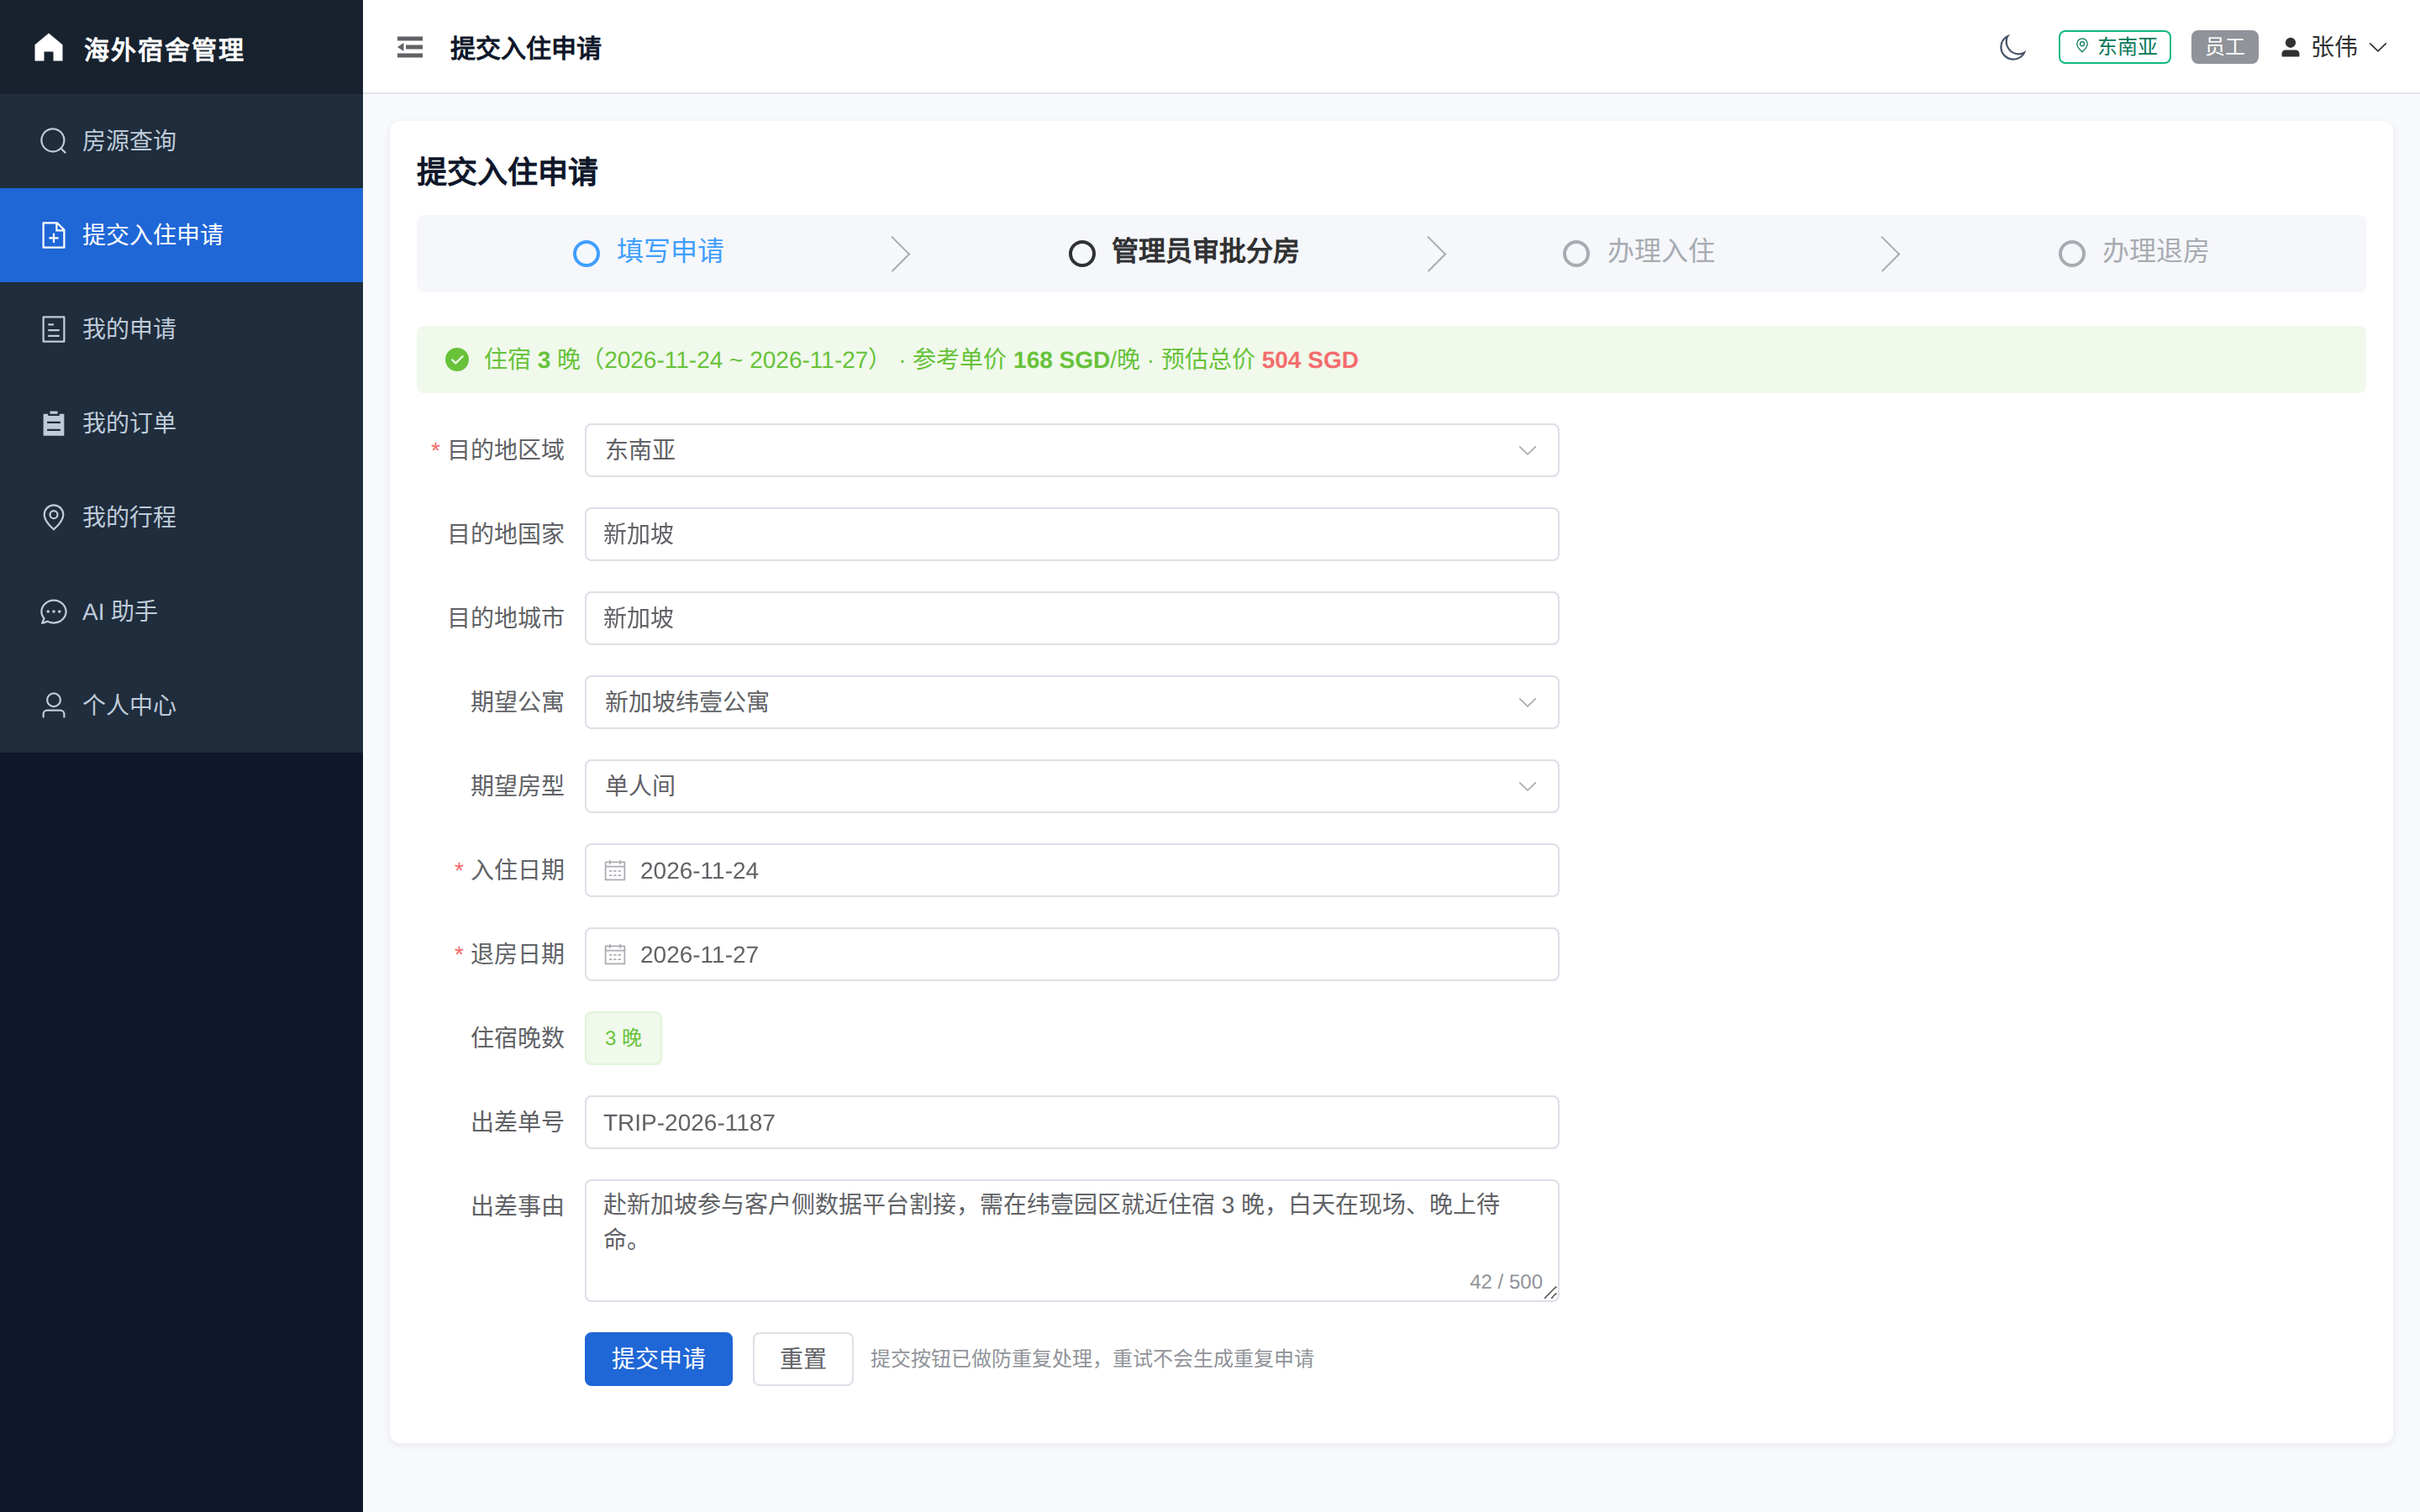 海外宿舍管理
房源查询
提交入住申请
我的申请
我的订单
我的行程
AI 助手
个人中心
提交入住申请
东南亚
员工
张伟
提交入住申请
填写申请
管理员审批分房
办理入住
办理退房
住宿 3 晚（2026-11-24 ~ 2026-11-27） · 参考单价 168 SGD/晚 · 预估总价 504 SGD
* 目的地区域
东南亚
目的地国家
新加坡
目的地城市
新加坡
期望公寓
新加坡纬壹公寓
期望房型
单人间
* 入住日期
2026-11-24
* 退房日期
2026-11-27
住宿晚数
3 晚
出差单号
TRIP-2026-1187
出差事由
赴新加坡参与客户侧数据平台割接，需在纬壹园区就近住宿 3 晚，白天在现场、晚上待
命。
42 / 500
提交申请
重置
提交按钮已做防重复处理，重试不会生成重复申请